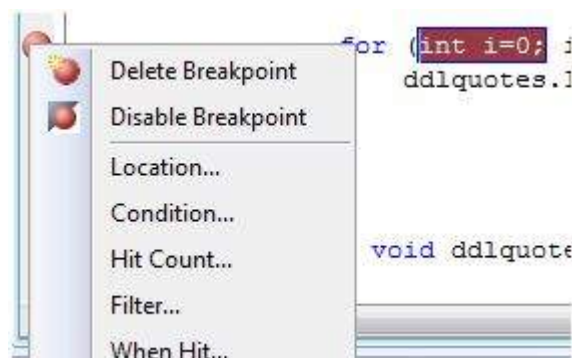 for (int i=0; i
Delete Breakpoint
ddlquotes.
Disable Breakpoint
Location...
Condition...
void ddlquote
Hit Count...
Filter...
When Hit...